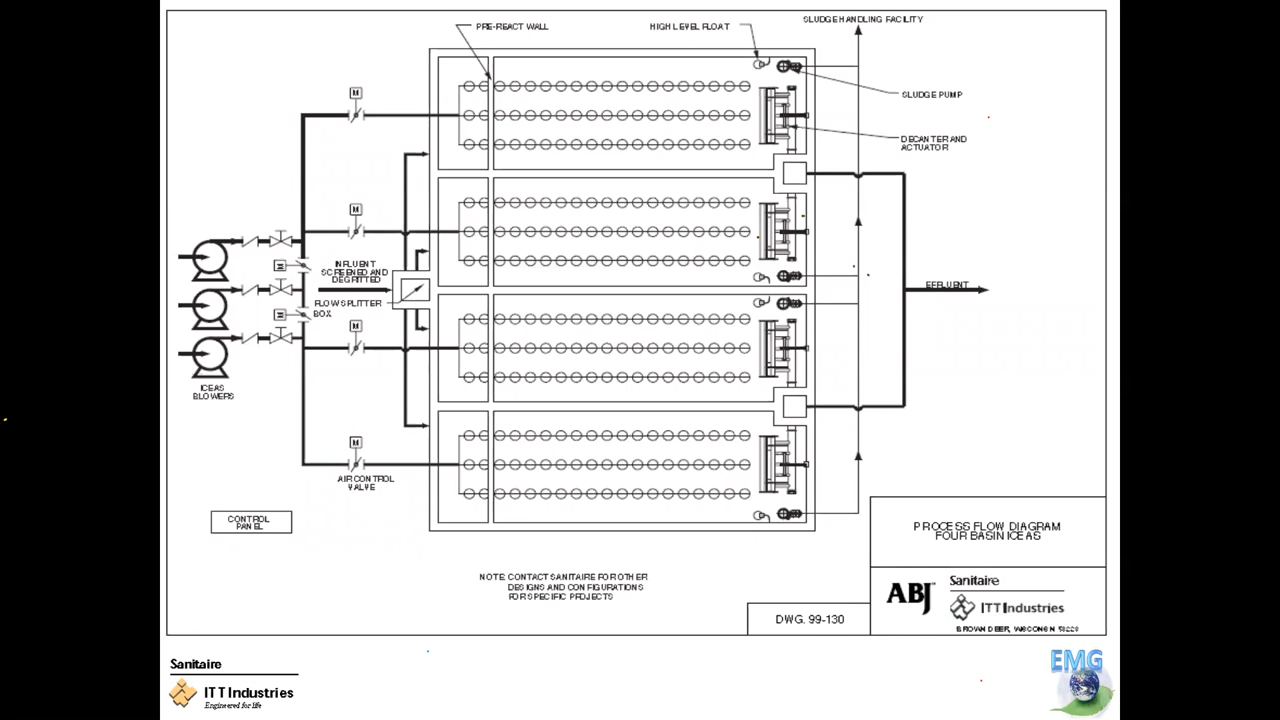 SLUDGE HANDLING FACILITY
PRE-REACT WALL
HIGH LEVEL FLOAT
SLUDGE PUMP
DECANTER AND
ACTUATOR
M
M
INFLUENT
SCREENED AND
DEGRITTED
FLOW SPLITTER
BOX
EFFLUENT
M
ICEAS
BLOWERS
M
AIR CONTROL
VALVE
CONTROL
PANEL
PROCESS FLOW DIAGRAM
FOUR BASIN ICEAS
NOTE: CONTACT SANITAIRE FOR OTHER
DESIGNS AND CONFIGURATIONS
FOR SPECIFIC PROJECTS
ABJ™
Sanitaire
ITT Industries
BROWN DEER, WISCONSIN
DWG. 99-130
Sanitaire
ITT Industries
Engineered for life
EMG